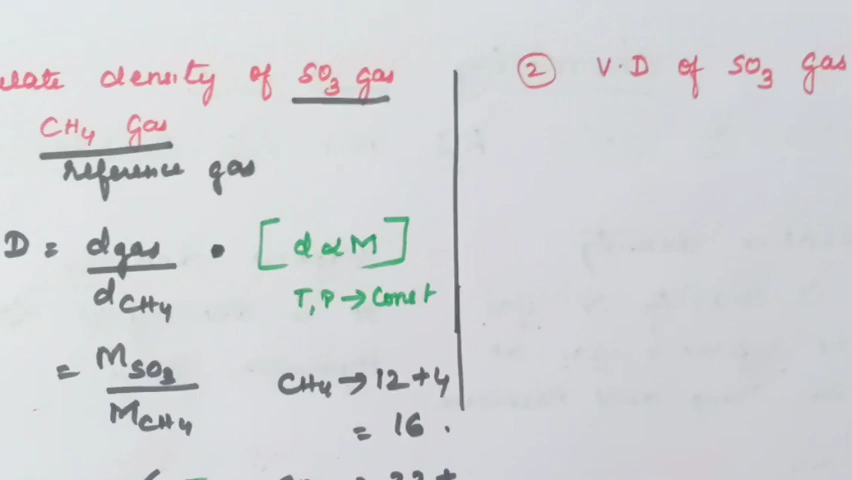 density of SO₃ gas
CH₄ Gas
reference gas
D = dgas / dCH₄ • [d α M]
T, P → Const
= MSO₃ / MCH₄
CH₄ → 12 + 4
= 16 .
② V.D of SO₃ gas